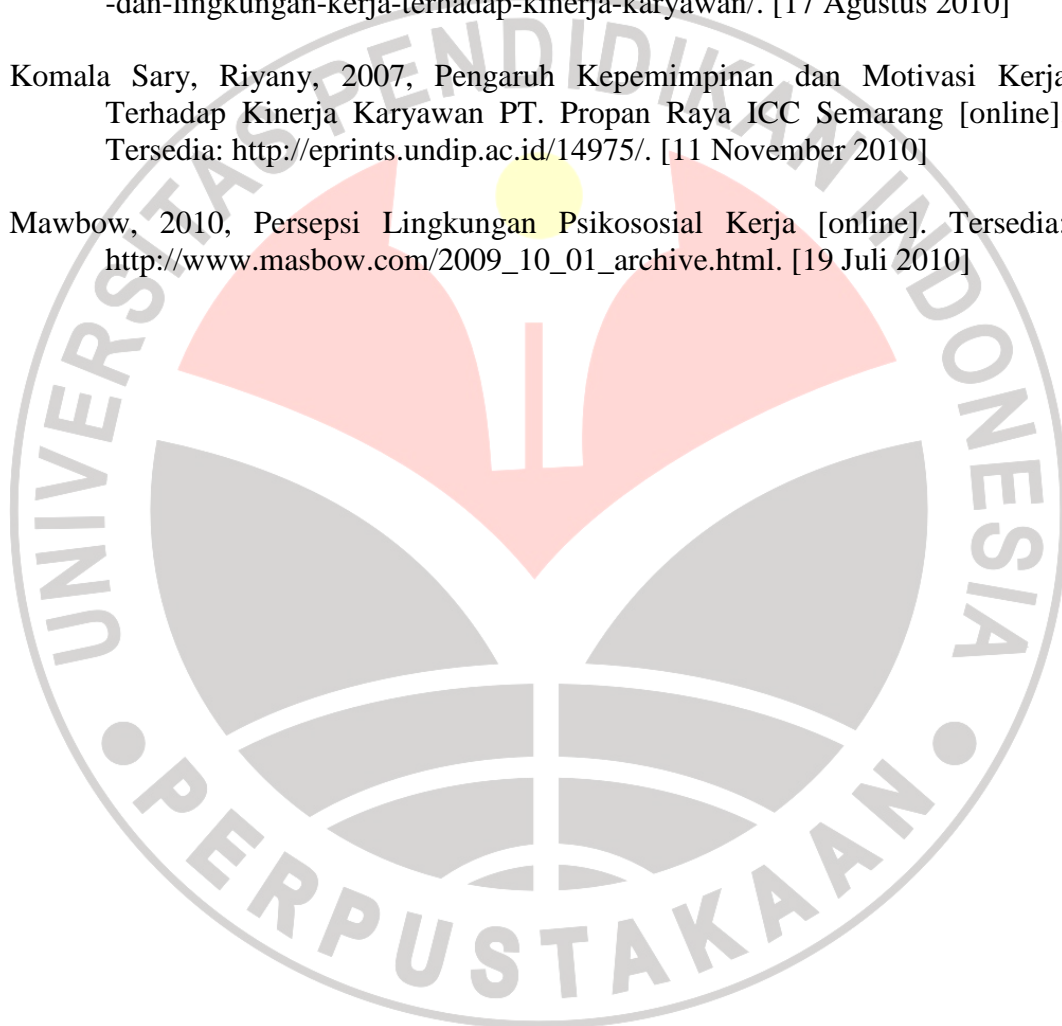 -dan-lingkungan-kerja-terhadap-kinerja-karyawan/. [17 Agustus 2010]
Komala Sary, Riyany, 2007, Pengaruh Kepemimpinan dan Motivasi Kerja
Terhadap Kinerja Karyawan PT. Propan Raya ICC Semarang [online]
Tersedia: http://eprints.undip.ac.id/14975/. [11 November 2010]
Mawbow, 2010, Persepsi Lingkungan Psikososial Kerja [online]. Tersedia:
http://www.masbow.com/2009_10_01_archive.html. [19 Juli 2010]
UNIVERSITAS PENDIDIKAN INDONESIA
PERPUSTAKAAN